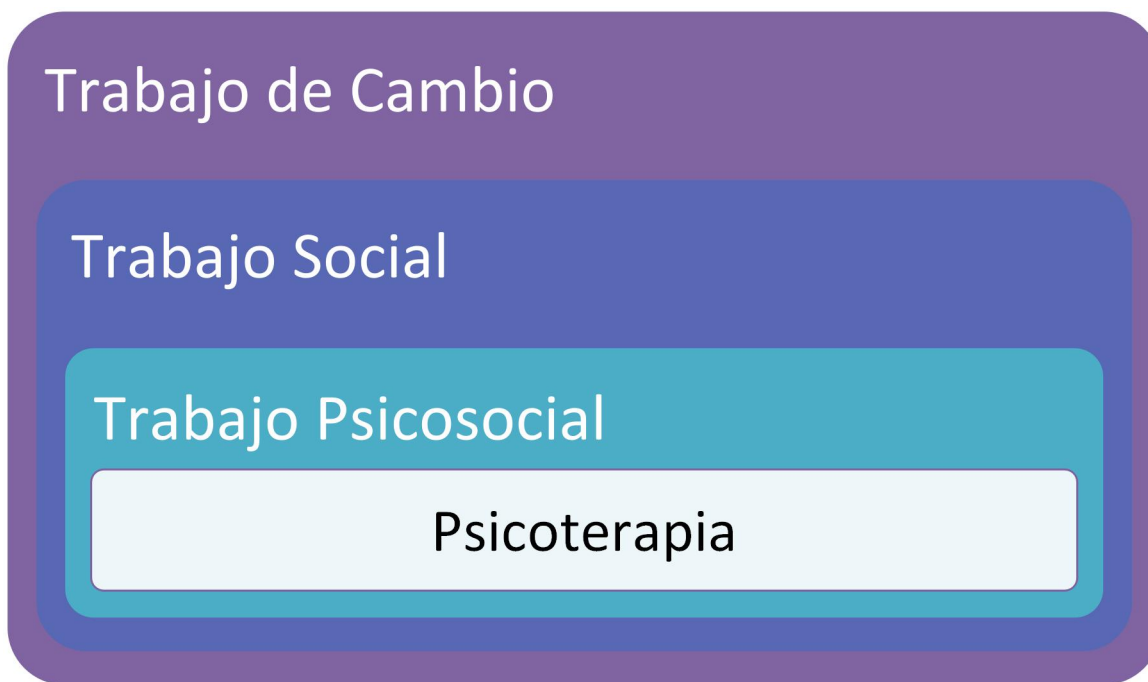 Trabajo de Cambio
Trabajo Social
Trabajo Psicosocial
Psicoterapia